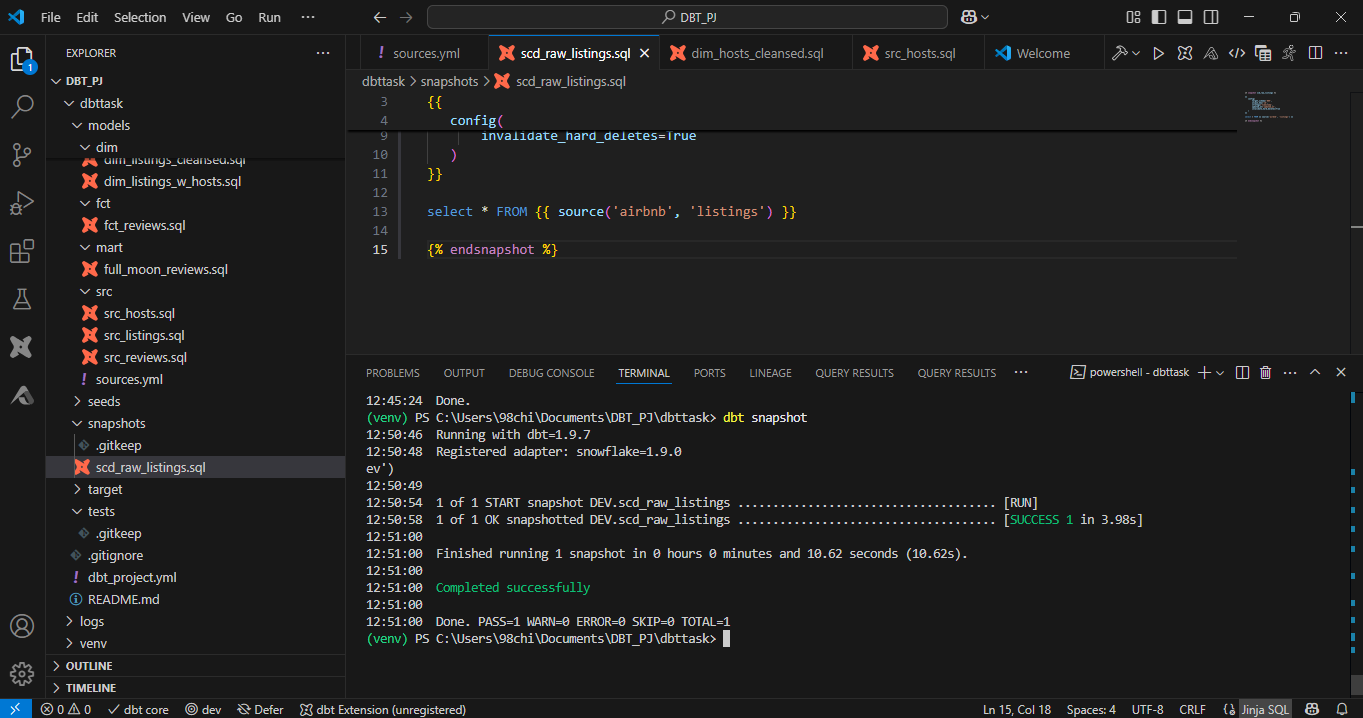 File Edit Selection View Go Run ··· DBT_PJ
EXPLORER ···
DBT_PJ
dbttask
models
dim
dim_listings_cleansed.sql
dim_listings_w_hosts.sql
fct
fct_reviews.sql
mart
full_moon_reviews.sql
src
src_hosts.sql
src_listings.sql
src_reviews.sql
! sources.yml
seeds
snapshots
.gitkeep
scd_raw_listings.sql
target
tests
.gitkeep
.gitignore
! dbt_project.yml
README.md
logs
venv
OUTLINE
TIMELINE
1
! sources.yml scd_raw_listings.sql dim_hosts_cleansed.sql src_hosts.sql Welcome
dbttask > snapshots > scd_raw_listings.sql
3 {{
4 config(
9 invalidate_hard_deletes=True
10 )
11 }}
12
13 select * FROM {{ source('airbnb', 'listings') }}
14
15 {% endsnapshot %}
PROBLEMS OUTPUT DEBUG CONSOLE TERMINAL PORTS LINEAGE QUERY RESULTS QUERY RESULTS ··· powershell - dbttask
12:45:24 Done.
(venv) PS C:\Users\98chi\Documents\DBT_PJ\dbttask> dbt snapshot
12:50:46 Running with dbt=1.9.7
12:50:48 Registered adapter: snowflake=1.9.0
ev')
12:50:49
12:50:54 1 of 1 START snapshot DEV.scd_raw_listings ..................................... [RUN]
12:50:58 1 of 1 OK snapshotted DEV.scd_raw_listings ..................................... [SUCCESS 1 in 3.98s]
12:51:00
12:51:00 Finished running 1 snapshot in 0 hours 0 minutes and 10.62 seconds (10.62s).
12:51:00
12:51:00 Completed successfully
12:51:00
12:51:00 Done. PASS=1 WARN=0 ERROR=0 SKIP=0 TOTAL=1
(venv) PS C:\Users\98chi\Documents\DBT_PJ\dbttask>
0 0 dbt core dev Defer dbt Extension (unregistered) Ln 15, Col 18 Spaces: 4 UTF-8 CRLF Jinja SQL